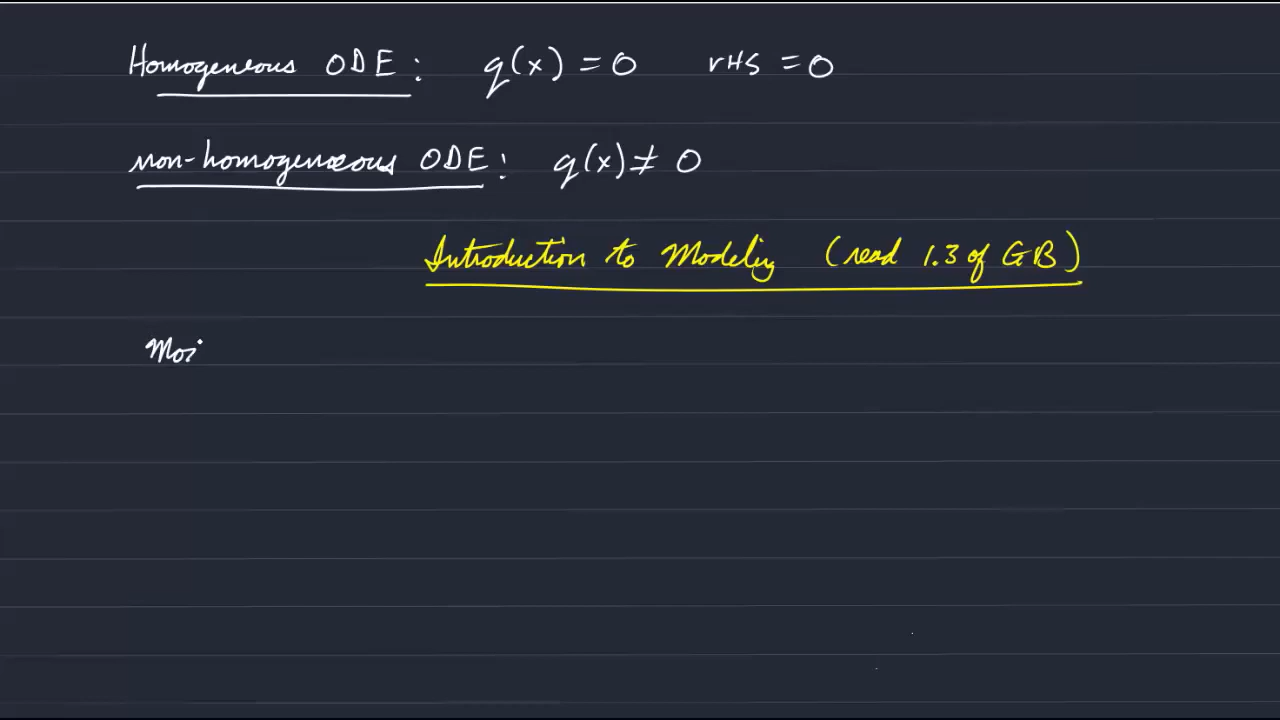 Homogeneous ODE: q(x) = 0 rHS = 0
non-homogeneous ODE: q(x) ≠ 0
Introduction to Modeling (read 1.3 of GB)